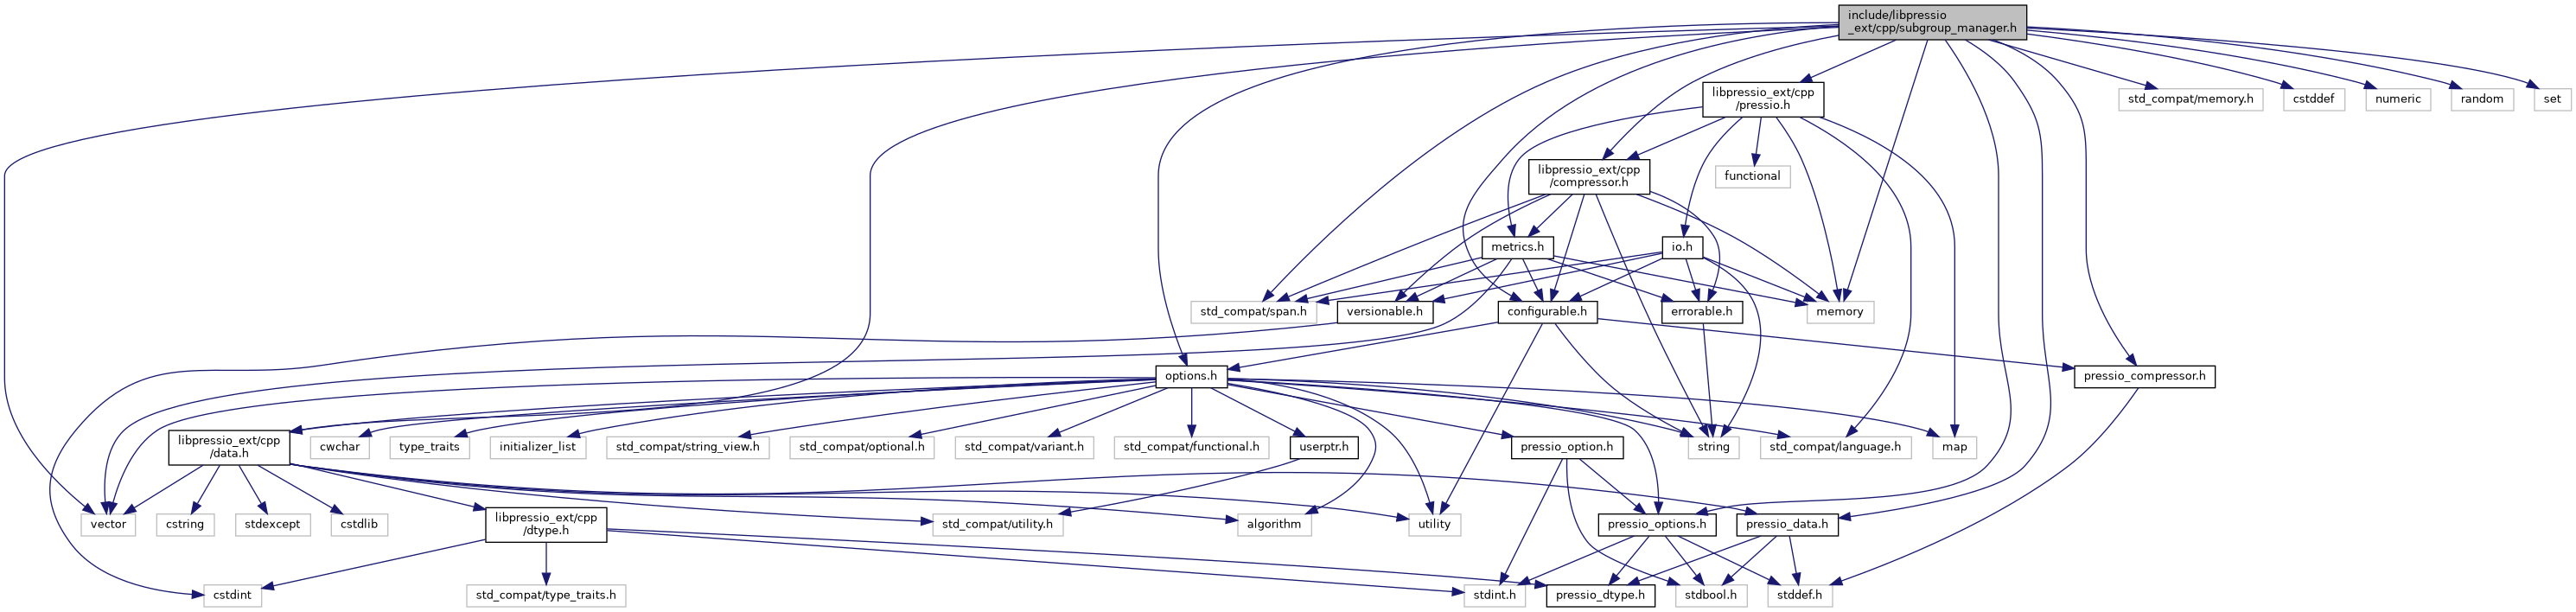 include/libpressio
_ext/cpp/subgroup_manager.h
libpressio_ext/cpp
/pressio.h
std_compat/memory.h
cstddef
numeric
random
set
libpressio_ext/cpp
/compressor.h
functional
metrics.h
io.h
std_compat/span.h
versionable.h
configurable.h
errorable.h
memory
options.h
pressio_compressor.h
libpressio_ext/cpp
/data.h
cwchar
type_traits
initializer_list
std_compat/string_view.h
std_compat/optional.h
std_compat/variant.h
std_compat/functional.h
userptr.h
pressio_option.h
string
std_compat/language.h
map
vector
cstring
stdexcept
cstdlib
libpressio_ext/cpp
/dtype.h
std_compat/utility.h
algorithm
utility
pressio_options.h
pressio_data.h
cstdint
std_compat/type_traits.h
stdint.h
pressio_dtype.h
stdbool.h
stddef.h